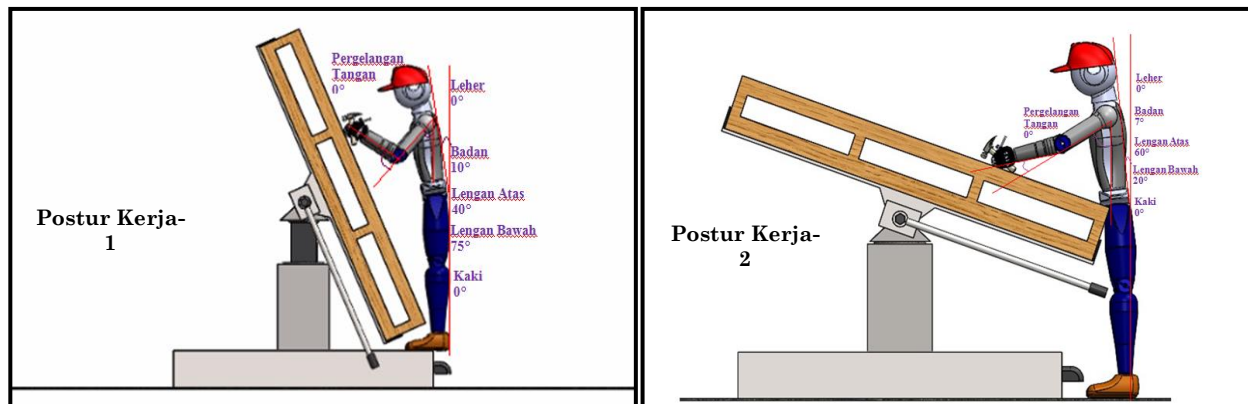 Pergelangan
Tangan
0°
Leher
0°
Badan
10°
Lengan Atas
40°
Lengan Bawah
75°
Kaki
0°
Postur Kerja-
1
Leher
0°
Badan
7°
Pergelangan
Tangan
0°
Lengan Atas
60°
Lengan Bawah
20°
Kaki
0°
Postur Kerja-
2